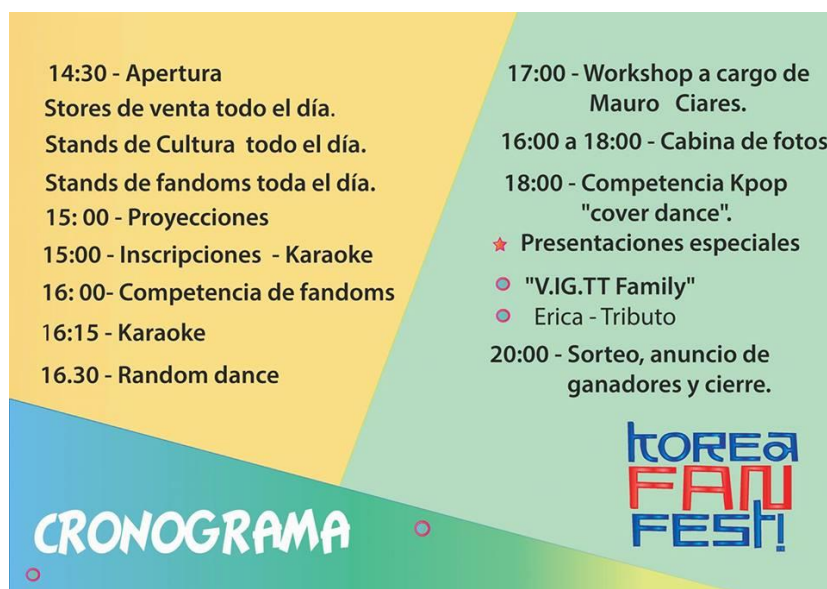 14:30 - Apertura
Stores de venta todo el día.
Stands de Cultura todo el día.
Stands de fandoms toda el día.
15: 00 - Proyecciones
15:00 - Inscripciones - Karaoke
16: 00- Competencia de fandoms
16:15 - Karaoke
16.30 - Random dance
17:00 - Workshop a cargo de
Mauro Ciares.
16:00 a 18:00 - Cabina de fotos
18:00 - Competencia Kpop
"cover dance".
Presentaciones especiales
"V.IG.TT Family"
Erica - Tributo
20:00 - Sorteo, anuncio de
ganadores y cierre.
CRONOGRAMA
KOREA
FAN
FEST!